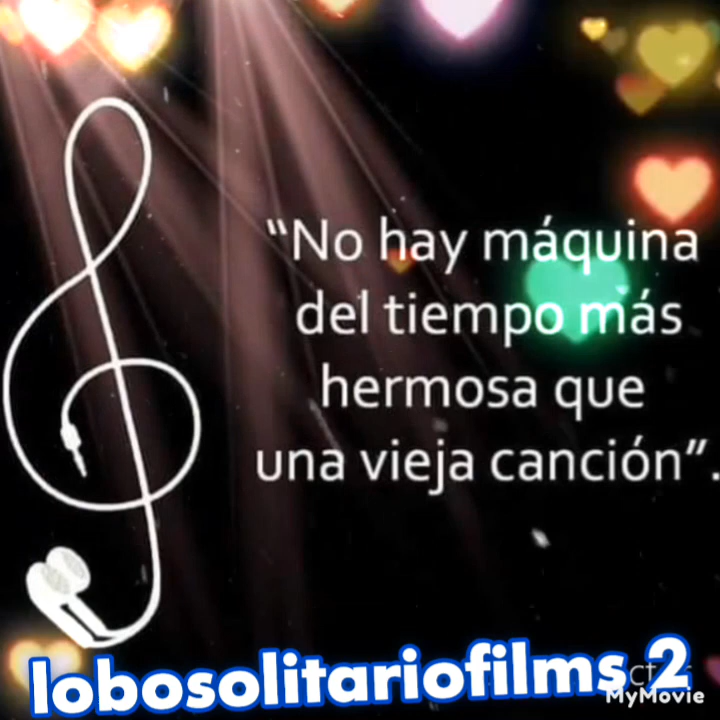 “No hay máquina
del tiempo más
hermosa que
una vieja canción”.
lobosolitariofilms 2
MyMovie